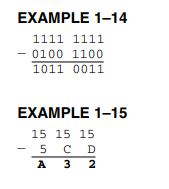 EXAMPLE 1–14
1111 1111
— 0100 1100
1011 0011
EXAMPLE 1–15
15 15 15
— 5 C D
A 3 2